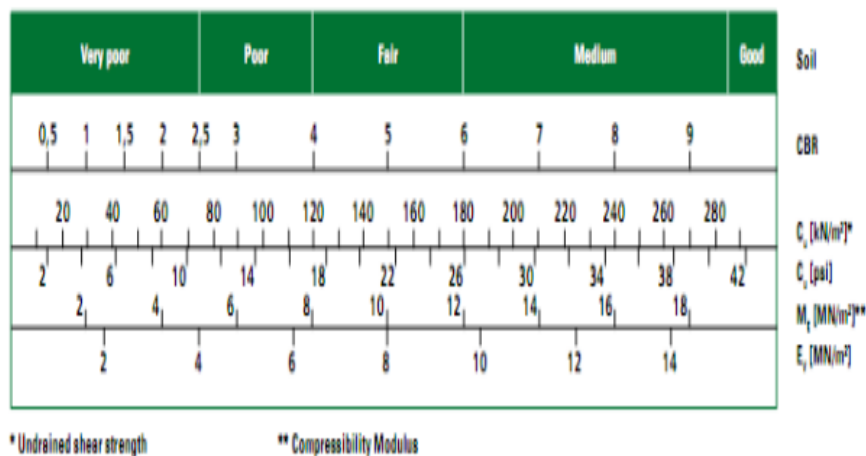 Very poor Poor Fair Medium Good Soil
0,5 1 1,5 2 2,5 3 4 5 6 7 8 9 CBR
20 40 60 80 100 120 140 160 180 200 220 240 260 280 Cᵤ [kN/m²]*
2 6 10 14 18 22 26 30 34 38 42 Cᵤ [psi]
2 4 6 8 10 12 14 16 18 M_E [MN/m²]**
2 4 6 8 10 12 14 Eᵥ [MN/m²]
* Undrained shear strength ** Compressibility Modulus